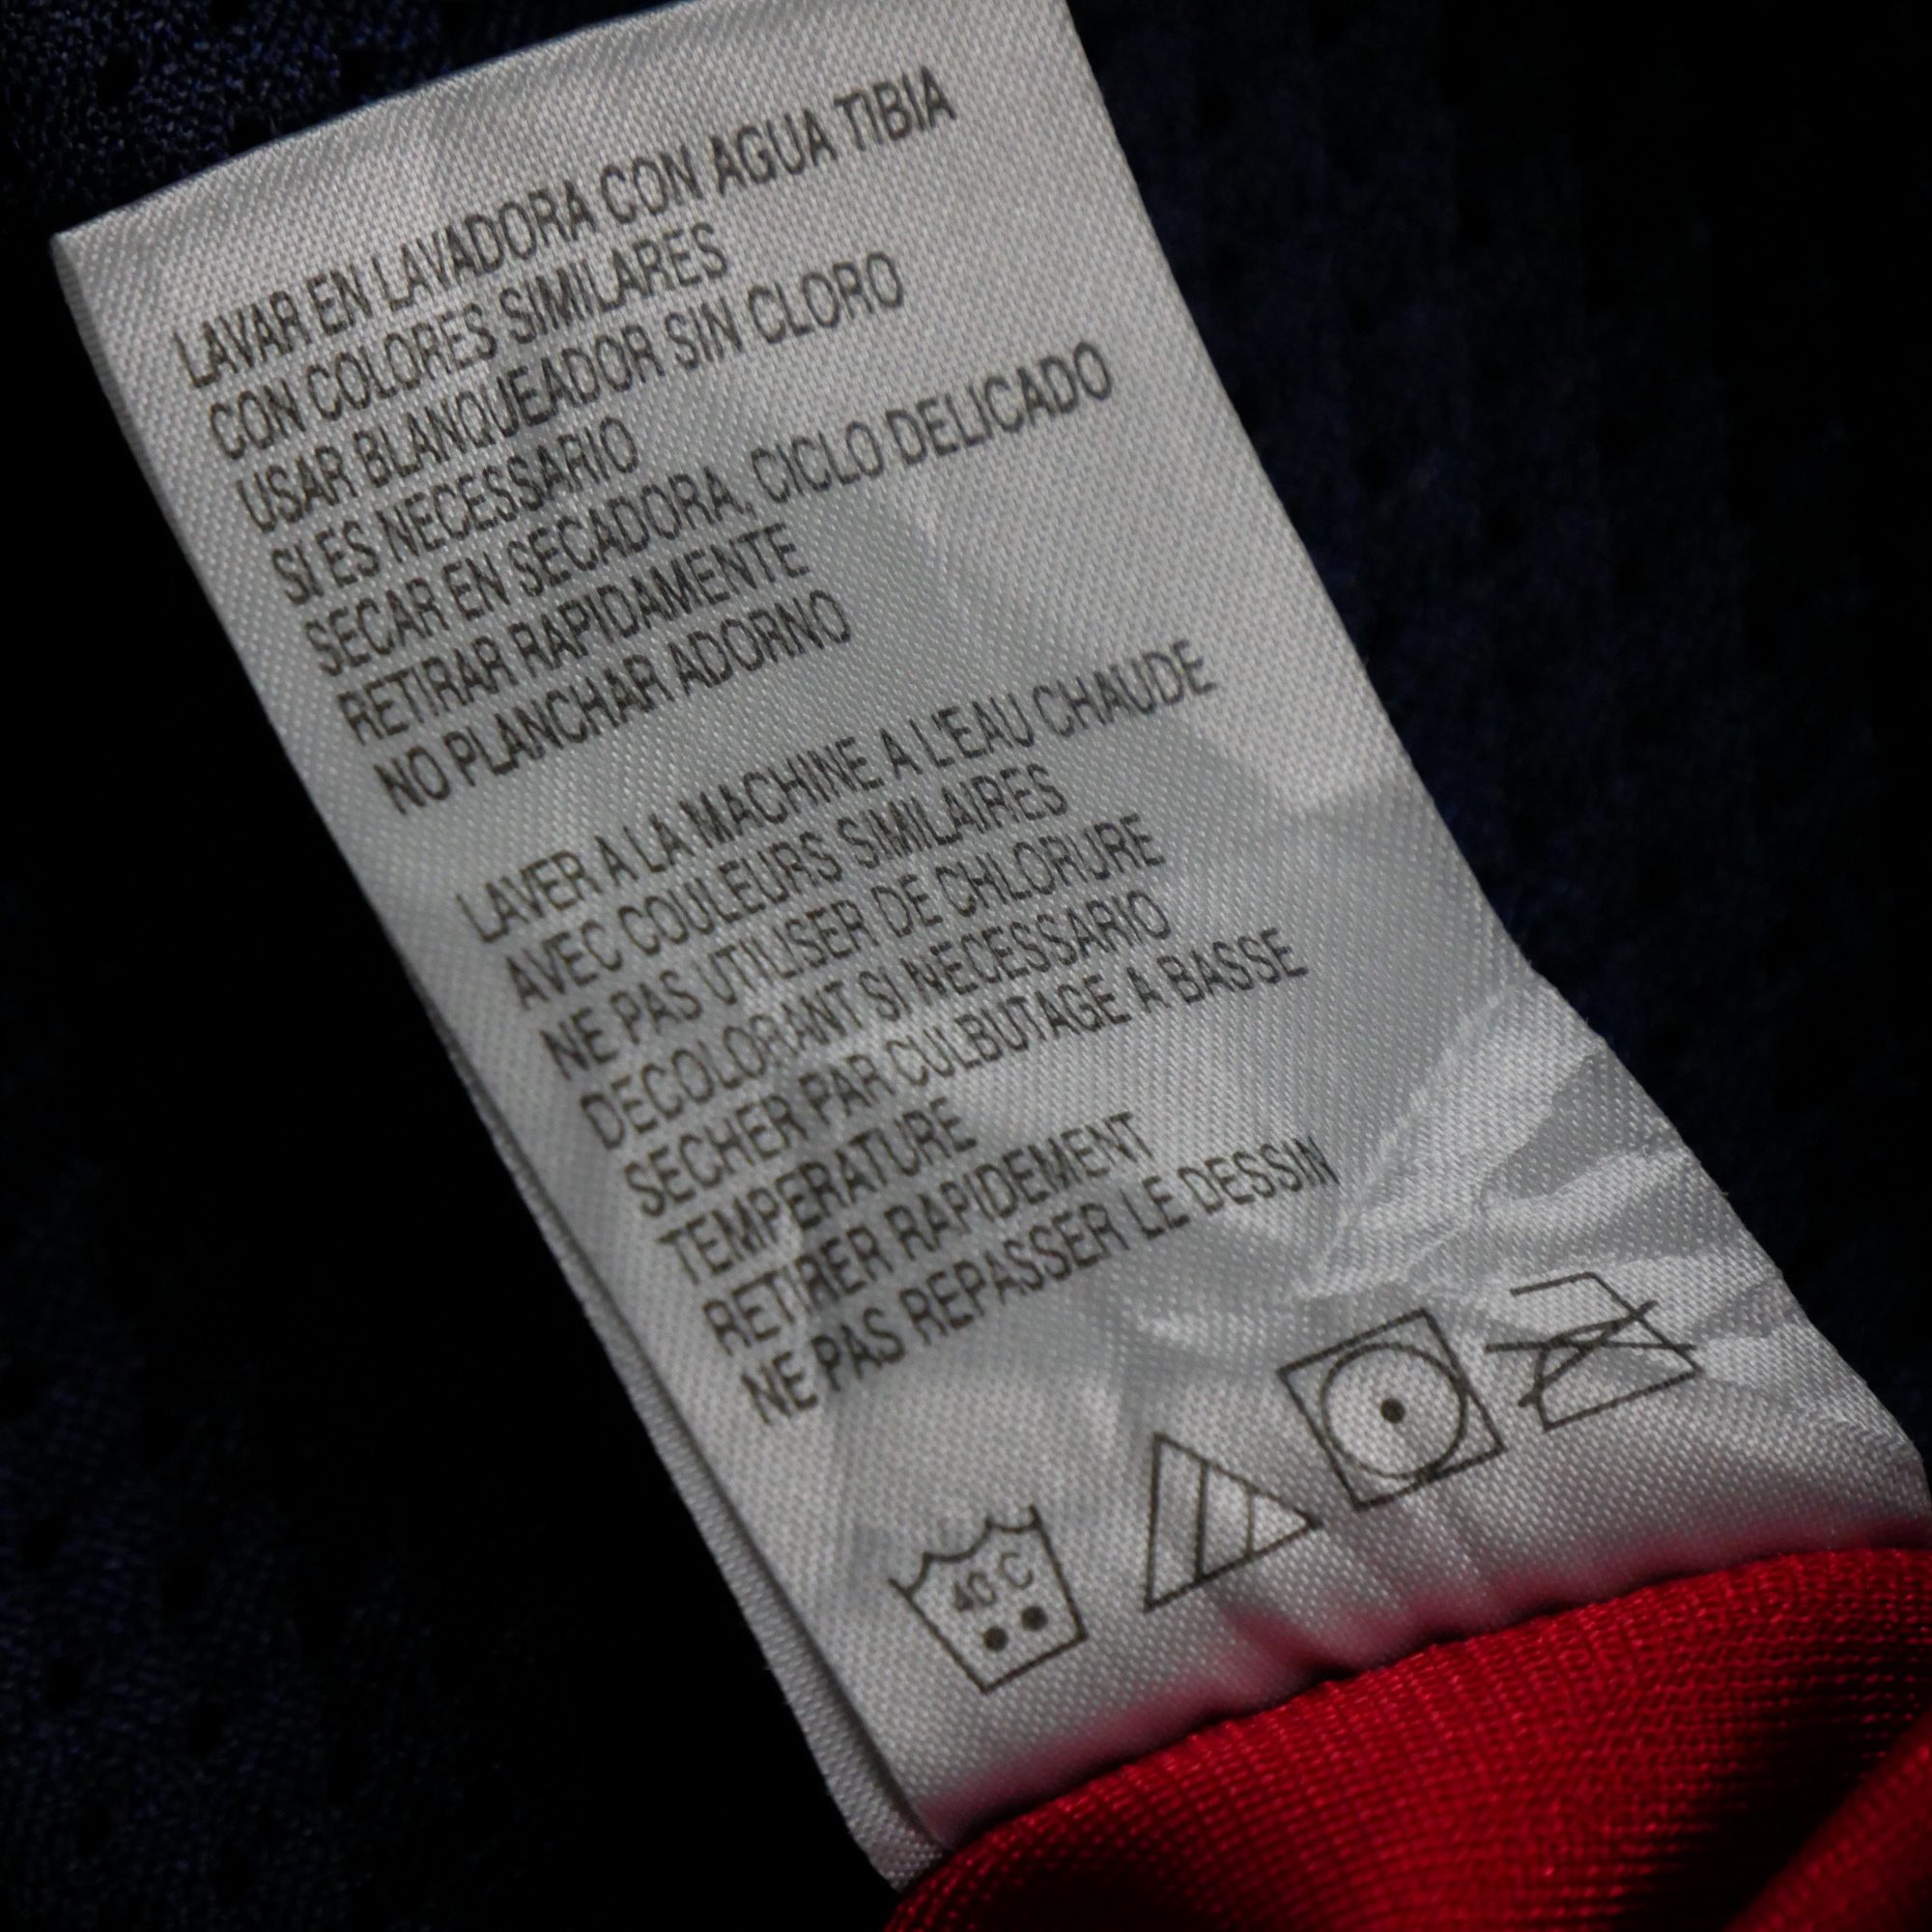 LAVAR EN LAVADORA CON AGUA TIBIA
CON COLORES SIMILARES
USAR BLANQUEADOR SIN CLORO
SI ES NECESSARIO
SECAR EN SECADORA, CICLO DELICADO
RETIRAR RAPIDAMENTE
NO PLANCHAR ADORNO
LAVER A LA MACHINE A L'EAU CHAUDE
AVEC COULEURS SIMILAIRES
NE PAS UTILISER DE CHLORURE
DECOLORANT SI NECESSARIO
SECHER PAR CULBUTAGE A BASSE
TEMPERATURE
RETIRER RAPIDEMENT
NE PAS REPASSER LE DESSIN
40 C